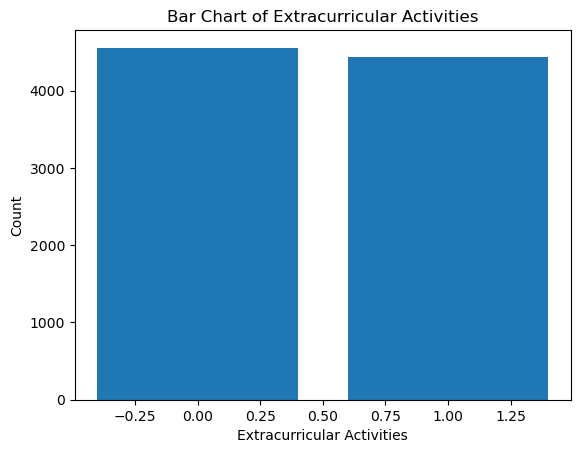 Bar Chart of Extracurricular Activities
Count
4000
3000
2000
1000
0
−0.25 0.00 0.25 0.50 0.75 1.00 1.25
Extracurricular Activities